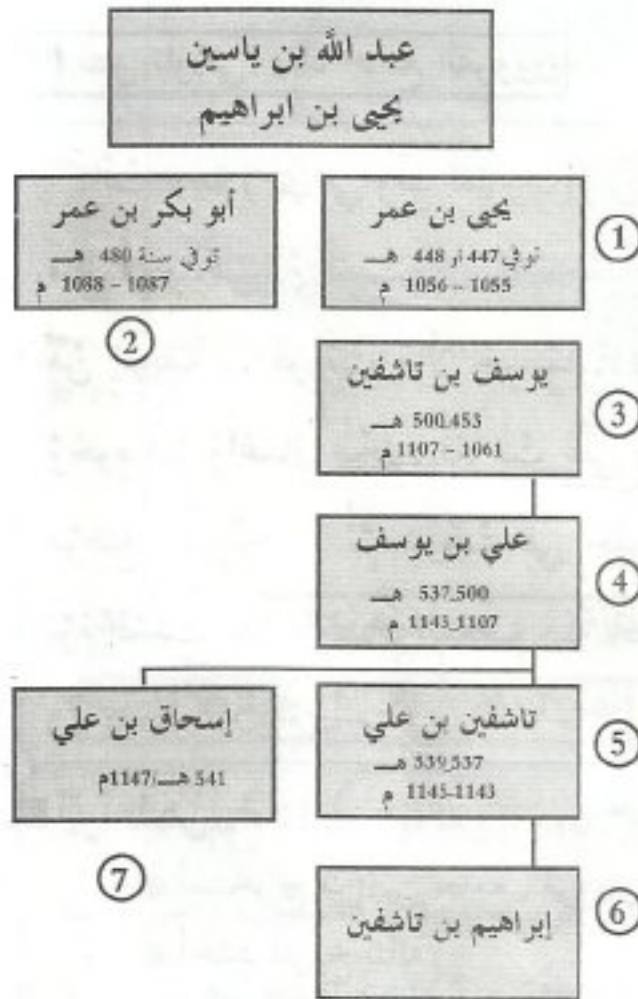 عبد الله بن ياسين
يحيى بن ابراهيم
يحيى بن عمر
توفي 447 أو 448 هـ
1055 – 1056 م
1
أبو بكر بن عمر
توفي سنة 480 هـ
1087 – 1088 م
2
يوسف بن تاشفين
453.500 هـ
1061 – 1107 م
3
علي بن يوسف
500.537 هـ
1107_1143 م
4
تاشفين بن علي
537.539 هـ
1143-1145 م
5
إسحاق بن علي
541 هـ/1147م
7
إبراهيم بن تاشفين
6